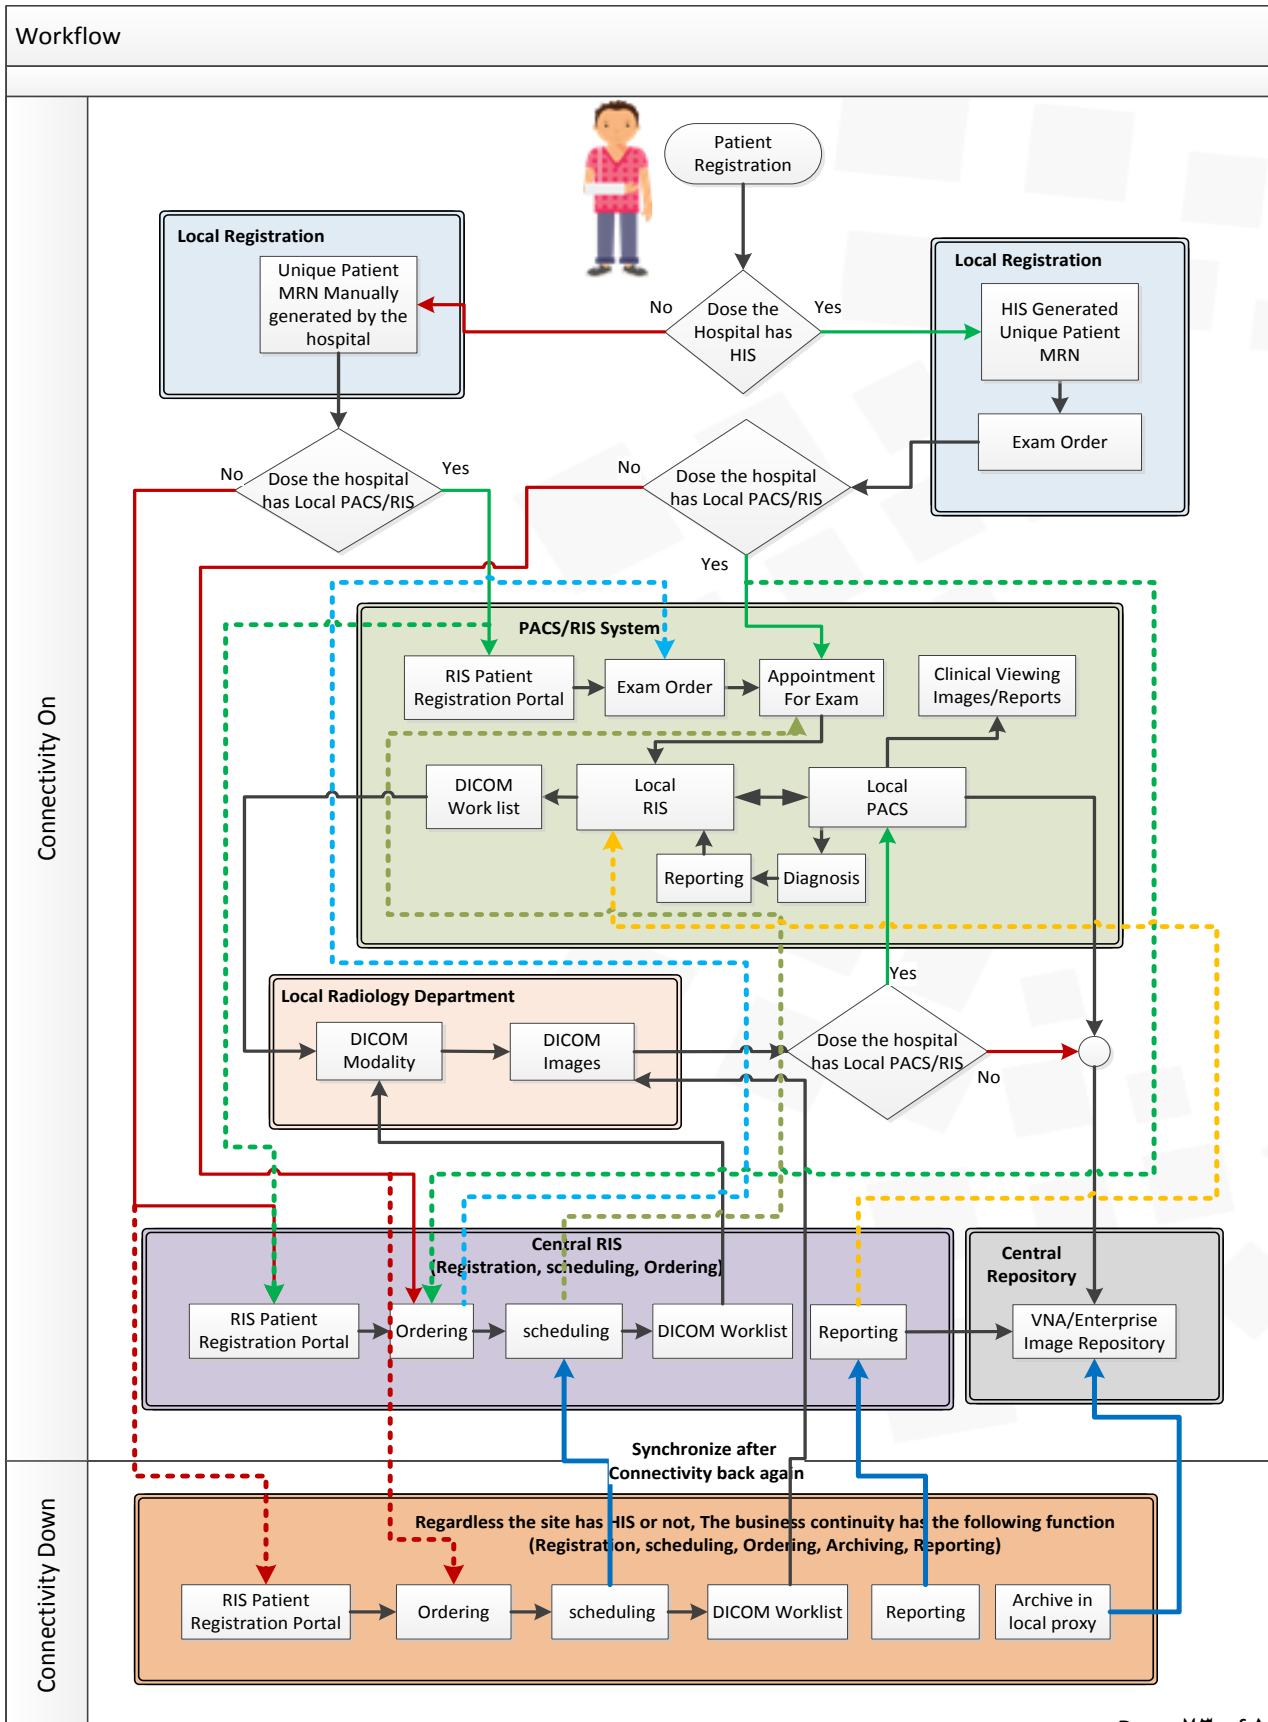 Workflow
Connectivity On
Patient
Registration
Local Registration
Unique Patient
MRN Manually
generated by the
hospital
No
Dose the
Hospital has
HIS
Yes
Local Registration
HIS Generated
Unique Patient
MRN
Exam Order
No
Dose the hospital
has Local PACS/RIS
Yes
No
Dose the hospital
has Local PACS/RIS
Yes
PACS/RIS System
RIS Patient
Registration Portal
Exam Order
Appointment
For Exam
Clinical Viewing
Images/Reports
DICOM
Work list
Local
RIS
Local
PACS
Reporting
Diagnosis
Local Radiology Department
DICOM
Modality
DICOM
Images
Yes
Dose the hospital
has Local PACS/RIS
No
Central RIS
(Registration, scheduling, Ordering)
RIS Patient
Registration Portal
Ordering
scheduling
DICOM Worklist
Reporting
Central
Repository
VNA/Enterprise
Image Repository
Synchronize after
Connectivity back again
Connectivity Down
Regardless the site has HIS or not, The business continuity has the following function
(Registration, scheduling, Ordering, Archiving, Reporting)
RIS Patient
Registration Portal
Ordering
scheduling
DICOM Worklist
Reporting
Archive in
local proxy